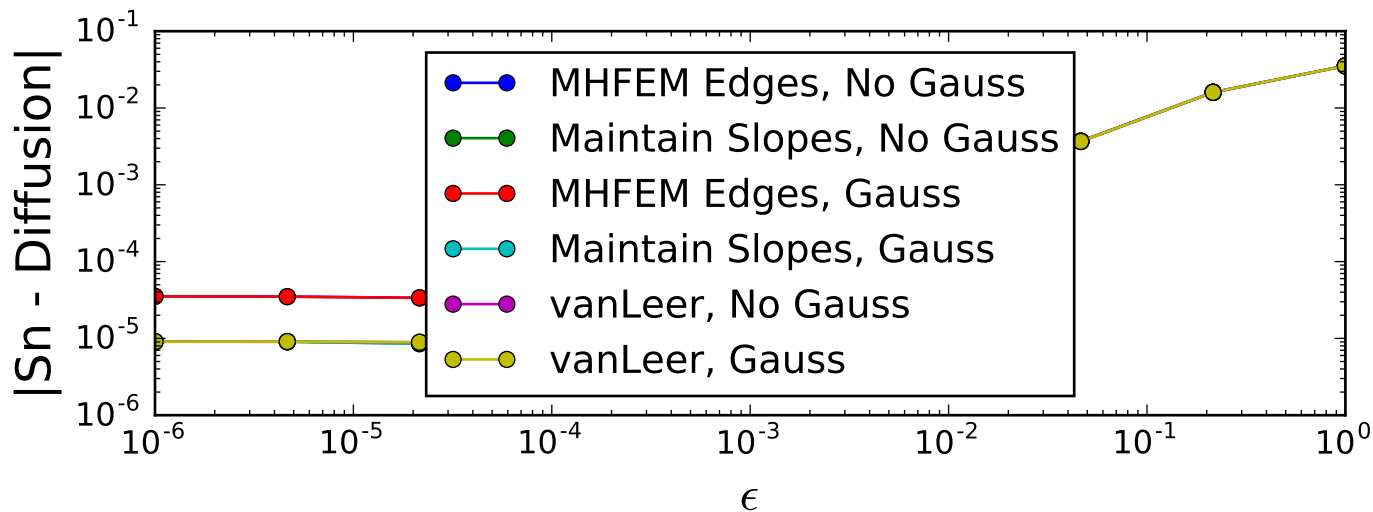 10^-1
10^-2
10^-3
10^-4
10^-5
10^-6
|Sn - Diffusion|
MHFEM Edges, No Gauss
Maintain Slopes, No Gauss
MHFEM Edges, Gauss
Maintain Slopes, Gauss
vanLeer, No Gauss
vanLeer, Gauss
10^-6 10^-5 10^-4 10^-3 10^-2 10^-1 10^0
ϵ